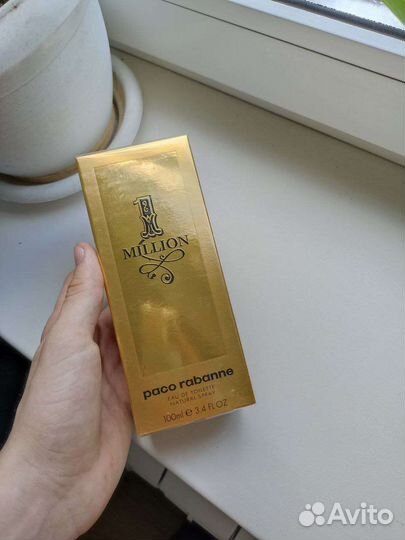 1
MILLION
paco rabanne
EAU DE TOILETTE
NATURAL SPRAY
100ml ℮ 3.4 FL.OZ
Avito